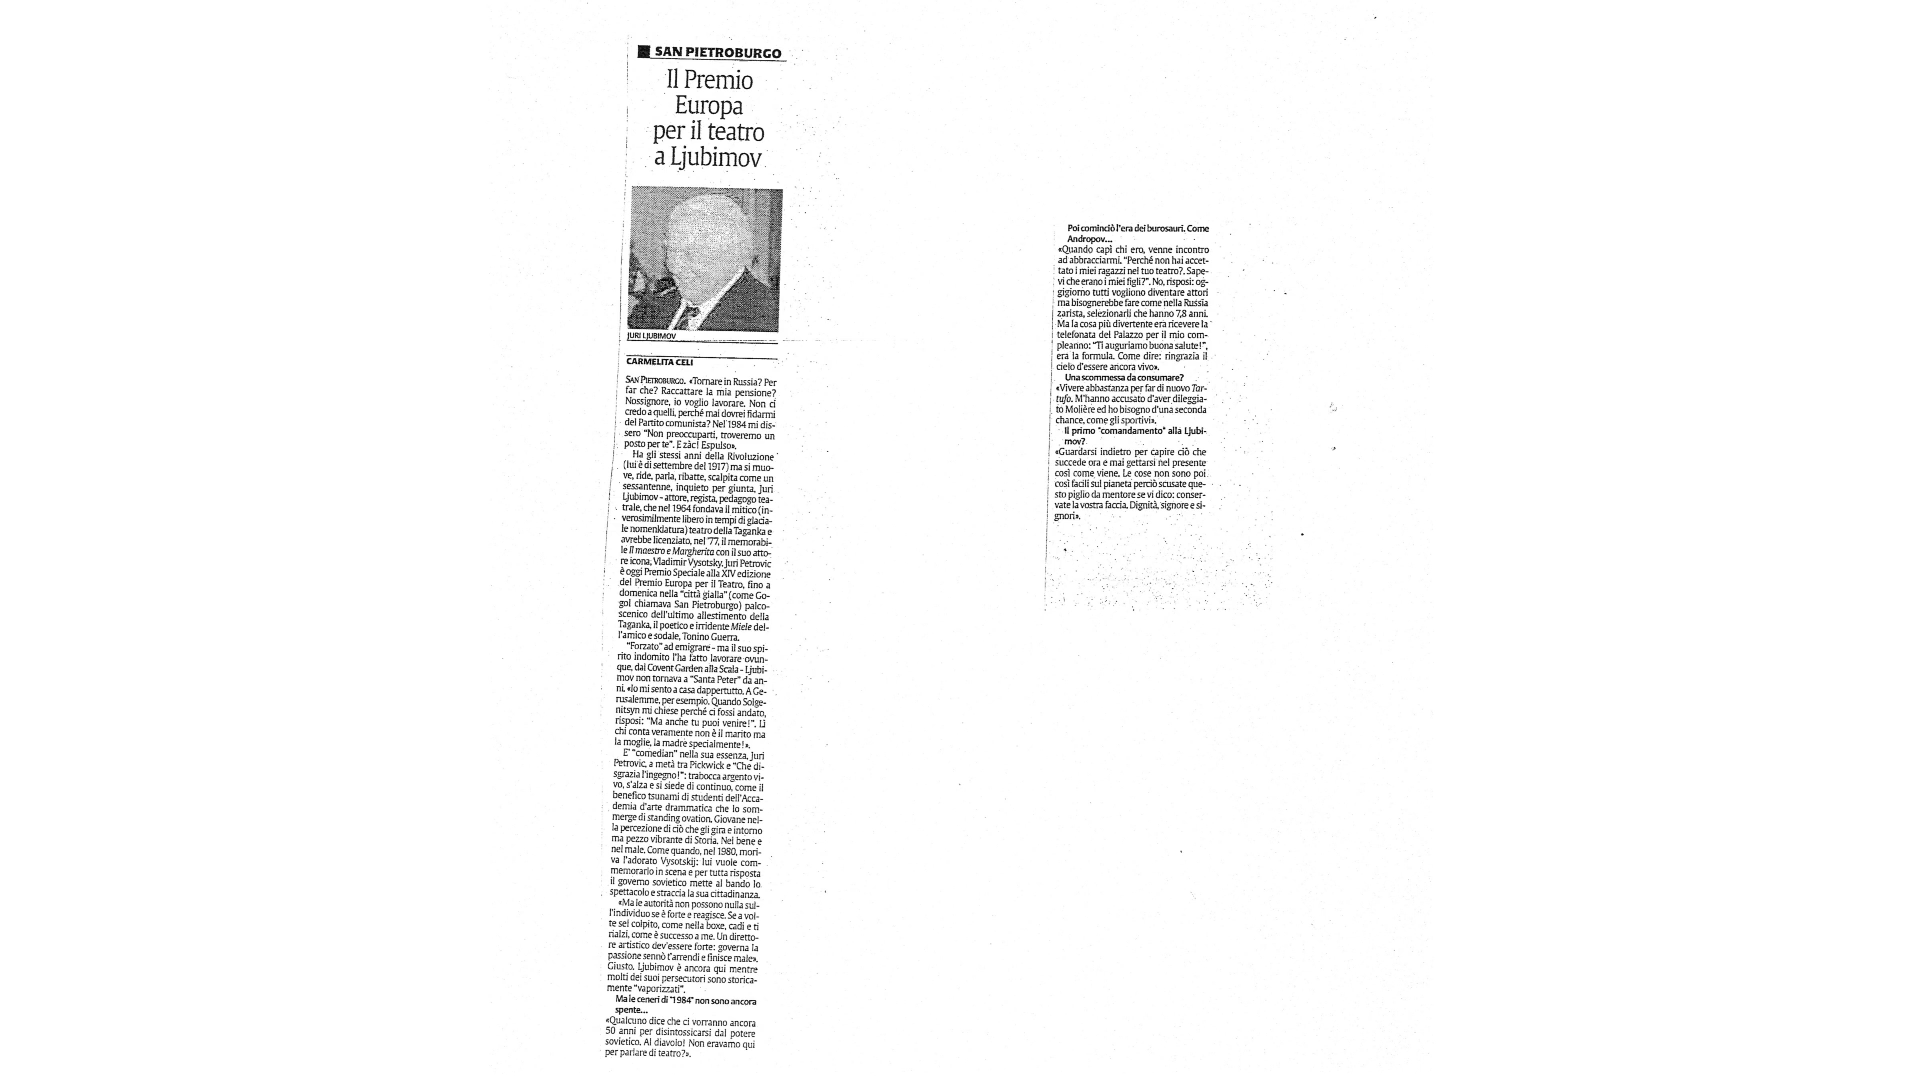 SAN PIETROBURGO
Il Premio
Europa
per il teatro
a Ljubimov
JURI LJUBIMOV
CARMELITA CELI
SAN PIETROBURGO. «Tornare in Russia? Per
far che? Raccattare la mia pensione?
Nossignore, io voglio lavorare. Non ci
credo a quelli, perché mai dovrei fidarmi
del Partito comunista? Nel 1984 mi dis-
sero "Non preoccuparti, troveremo un
posto per te". E zàc! Espulso».
Ha gli stessi anni della Rivoluzione
(lui è di settembre del 1917) ma si muo-
ve, ride, parla, ribatte, scalpita come un
sessantenne, inquieto per giunta. Juri
Ljubimov - attore, regista, pedagogo tea-
trale, che nel 1964 fondava il mitico (in-
verosimilmente libero in tempi di glacia-
le nomenklatura) teatro della Taganka e
avrebbe licenziato, nel '77, il memorabi-
le Il maestro e Margherita con il suo atto-
re icona, Vladimir Vysotsky. Juri Petrovic
è oggi Premio Speciale alla XIV edizione
del Premio Europa per il Teatro, fino a
domenica nella "città gialla" (come Go-
gol chiamava San Pietroburgo) palco-
scenico dell'ultimo allestimento della
Taganka, il poetico e irridente Miele del-
l'amico e sodale, Tonino Guerra.
"Forzato" ad emigrare - ma il suo spi-
rito indomito l'ha fatto lavorare ovun-
que, dal Covent Garden alla Scala - Ljubi-
mov non tornava a "Santa Peter" da an-
ni. «Io mi sento a casa dappertutto. A Ge-
rusalemme, per esempio. Quando Solge-
nitsyn mi chiese perché ci fossi andato,
risposi: "Ma anche tu puoi venire!". Lì
chi conta veramente non è il marito ma
la moglie, la madre specialmente!».
E' "comedian" nella sua essenza, Juri
Petrovic, a metà tra Pickwick e "Che di-
sgrazia l'ingegno!": trabocca argento vi-
vo, s'alza e si siede di continuo, come il
benefico tsunami di studenti dell'Acca-
demia d'arte drammatica che lo som-
merge di standing ovation. Giovane nel-
la percezione di ciò che gli gira e intorno
ma pezzo vibrante di Storia. Nel bene e
nel male. Come quando, nel 1980, mori-
va l'adorato Vysotskij: lui vuole com-
memorarlo in scena e per tutta risposta
il governo sovietico mette al bando lo
spettacolo e straccia la sua cittadinanza.
«Ma le autorità non possono nulla sul-
l'individuo se è forte e reagisce. Se a vol-
te sei colpito, come nella boxe, cadi e ti
rialzi, come è successo a me. Un diretto-
re artistico dev'essere forte: governa la
passione sennò t'arrendi e finisce male».
Giusto. Ljubimov è ancora qui mentre
molti dei suoi persecutori sono storica-
mente "vaporizzati".
Ma le ceneri di "1984" non sono ancora
spente...
«Qualcuno dice che ci vorranno ancora
50 anni per disintossicarsi dal potere
sovietico. Al diavolo! Non eravamo qui
per parlare di teatro?».
Poi cominciò l'era dei burosauri. Come
Andropov...
«Quando capì chi ero, venne incontro
ad abbracciarmi. "Perché non hai accet-
tato i miei ragazzi nel tuo teatro?. Sape-
vi che erano i miei figli?". No, risposi: og-
gigiorno tutti vogliono diventare attori
ma bisognerebbe fare come nella Russia
zarista, selezionarli che hanno 7,8 anni.
Ma la cosa più divertente era ricevere la
telefonata del Palazzo per il mio com-
pleanno: "Ti auguriamo buona salute!",
era la formula. Come dire: ringrazia il
cielo d'essere ancora vivo».
Una scommessa da consumare?
«Vivere abbastanza per far di nuovo Tar-
tufo. M'hanno accusato d'aver dileggia-
to Molière ed ho bisogno d'una seconda
chance, come gli sportivi».
Il primo "comandamento" alla Ljubi-
mov?
«Guardarsi indietro per capire ciò che
succede ora e mai gettarsi nel presente
così come viene. Le cose non sono poi
così facili sul pianeta perciò scusate que-
sto piglio da mentore se vi dico: conser-
vate la vostra faccia. Dignità, signore e si-
gnori».